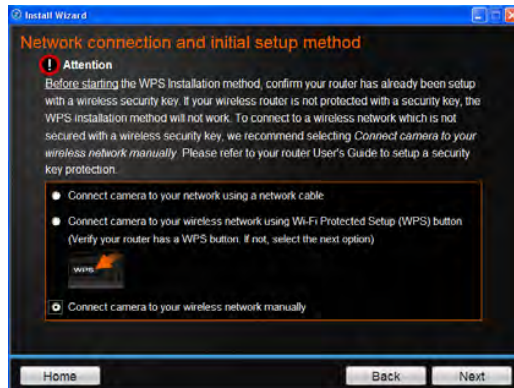 Install Wizard
Network connection and initial setup method
Attention
Before starting the WPS Installation method, confirm your router has already been setup
with a wireless security key. If your wireless router is not protected with a security key, the
WPS installation method will not work. To connect to a wireless network which is not
secured with a wireless security key, we recommend selecting Connect camera to your
wireless network manually. Please refer to your router User's Guide to setup a security
key protection.
Connect camera to your network using a network cable
Connect camera to your wireless network using Wi-Fi Protected Setup (WPS) button
(Verify your router has a WPS button. If not, select the next option)
WPS
Connect camera to your wireless network manually
Home
Back
Next